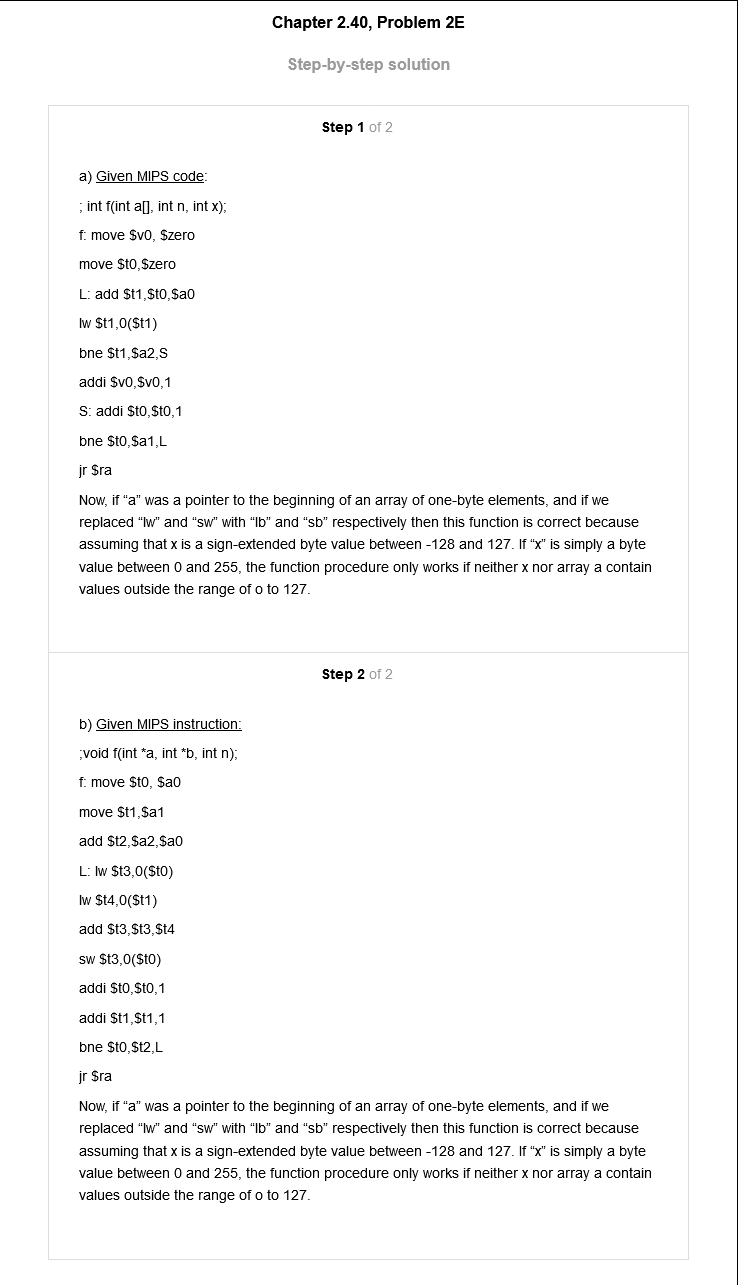 Chapter 2.40, Problem 2E
Step-by-step solution
Step 1 of 2
a) Given MIPS code:
; int f(int a[], int n, int x);
f: move $v0, $zero
move $t0,$zero
L: add $t1,$t0,$a0
lw $t1,0($t1)
bne $t1,$a2,S
addi $v0,$v0,1
S: addi $t0,$t0,1
bne $t0,$a1,L
jr $ra
Now, if “a” was a pointer to the beginning of an array of one-byte elements, and if we
replaced “lw” and “sw” with “lb” and “sb” respectively then this function is correct because
assuming that x is a sign-extended byte value between -128 and 127. If “x” is simply a byte
value between 0 and 255, the function procedure only works if neither x nor array a contain
values outside the range of o to 127.
Step 2 of 2
b) Given MIPS instruction:
;void f(int *a, int *b, int n);
f: move $t0, $a0
move $t1,$a1
add $t2,$a2,$a0
L: lw $t3,0($t0)
lw $t4,0($t1)
add $t3,$t3,$t4
sw $t3,0($t0)
addi $t0,$t0,1
addi $t1,$t1,1
bne $t0,$t2,L
jr $ra
Now, if “a” was a pointer to the beginning of an array of one-byte elements, and if we
replaced “lw” and “sw” with “lb” and “sb” respectively then this function is correct because
assuming that x is a sign-extended byte value between -128 and 127. If “x” is simply a byte
value between 0 and 255, the function procedure only works if neither x nor array a contain
values outside the range of o to 127.